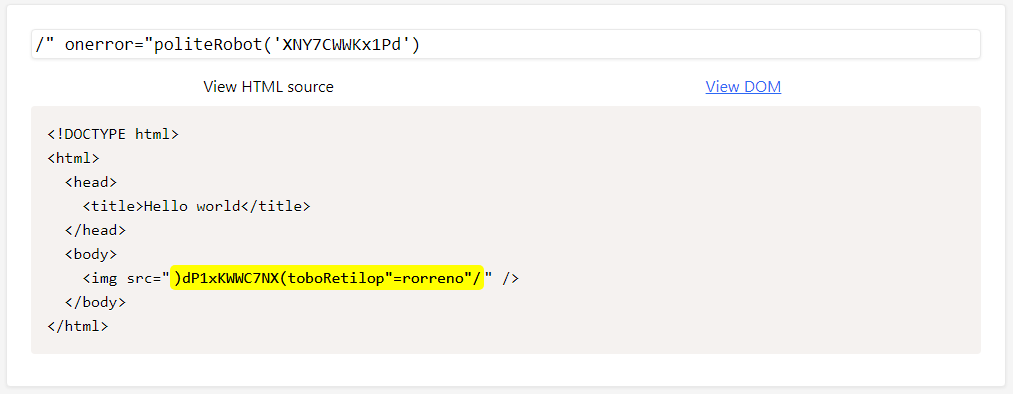 /" onerror="politeRobot('XNY7CWWKx1Pd')
View HTML source View DOM
<!DOCTYPE html>
<html>
<head>
<title>Hello world</title>
</head>
<body>
<img src=")dP1xKWWC7NX(toboRetilop"=rorreno"/" />
</body>
</html>